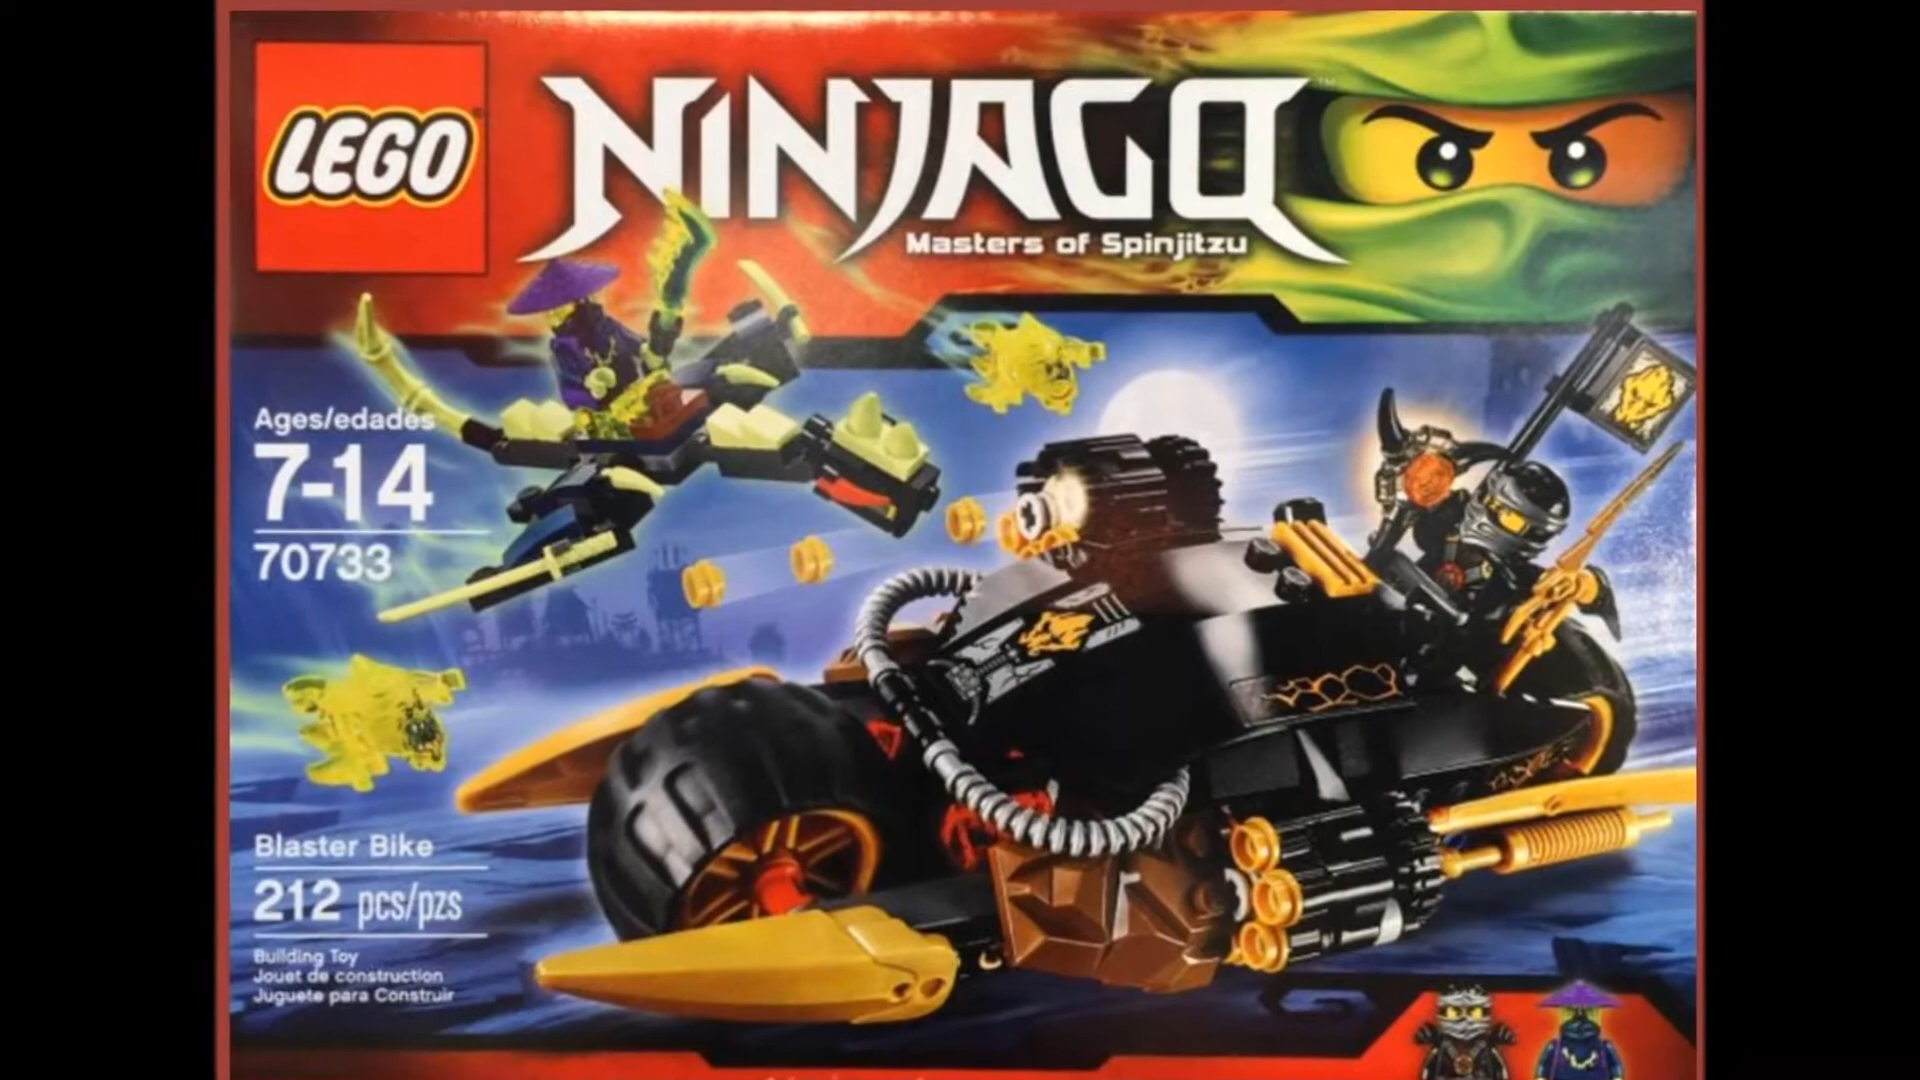 LEGO
NINJAGO
™
Masters of Spinjitzu
Ages/edades
7-14
70733
Blaster Bike
212 pcs/pzs
Building Toy
Jouet de construction
Juguete para Construir